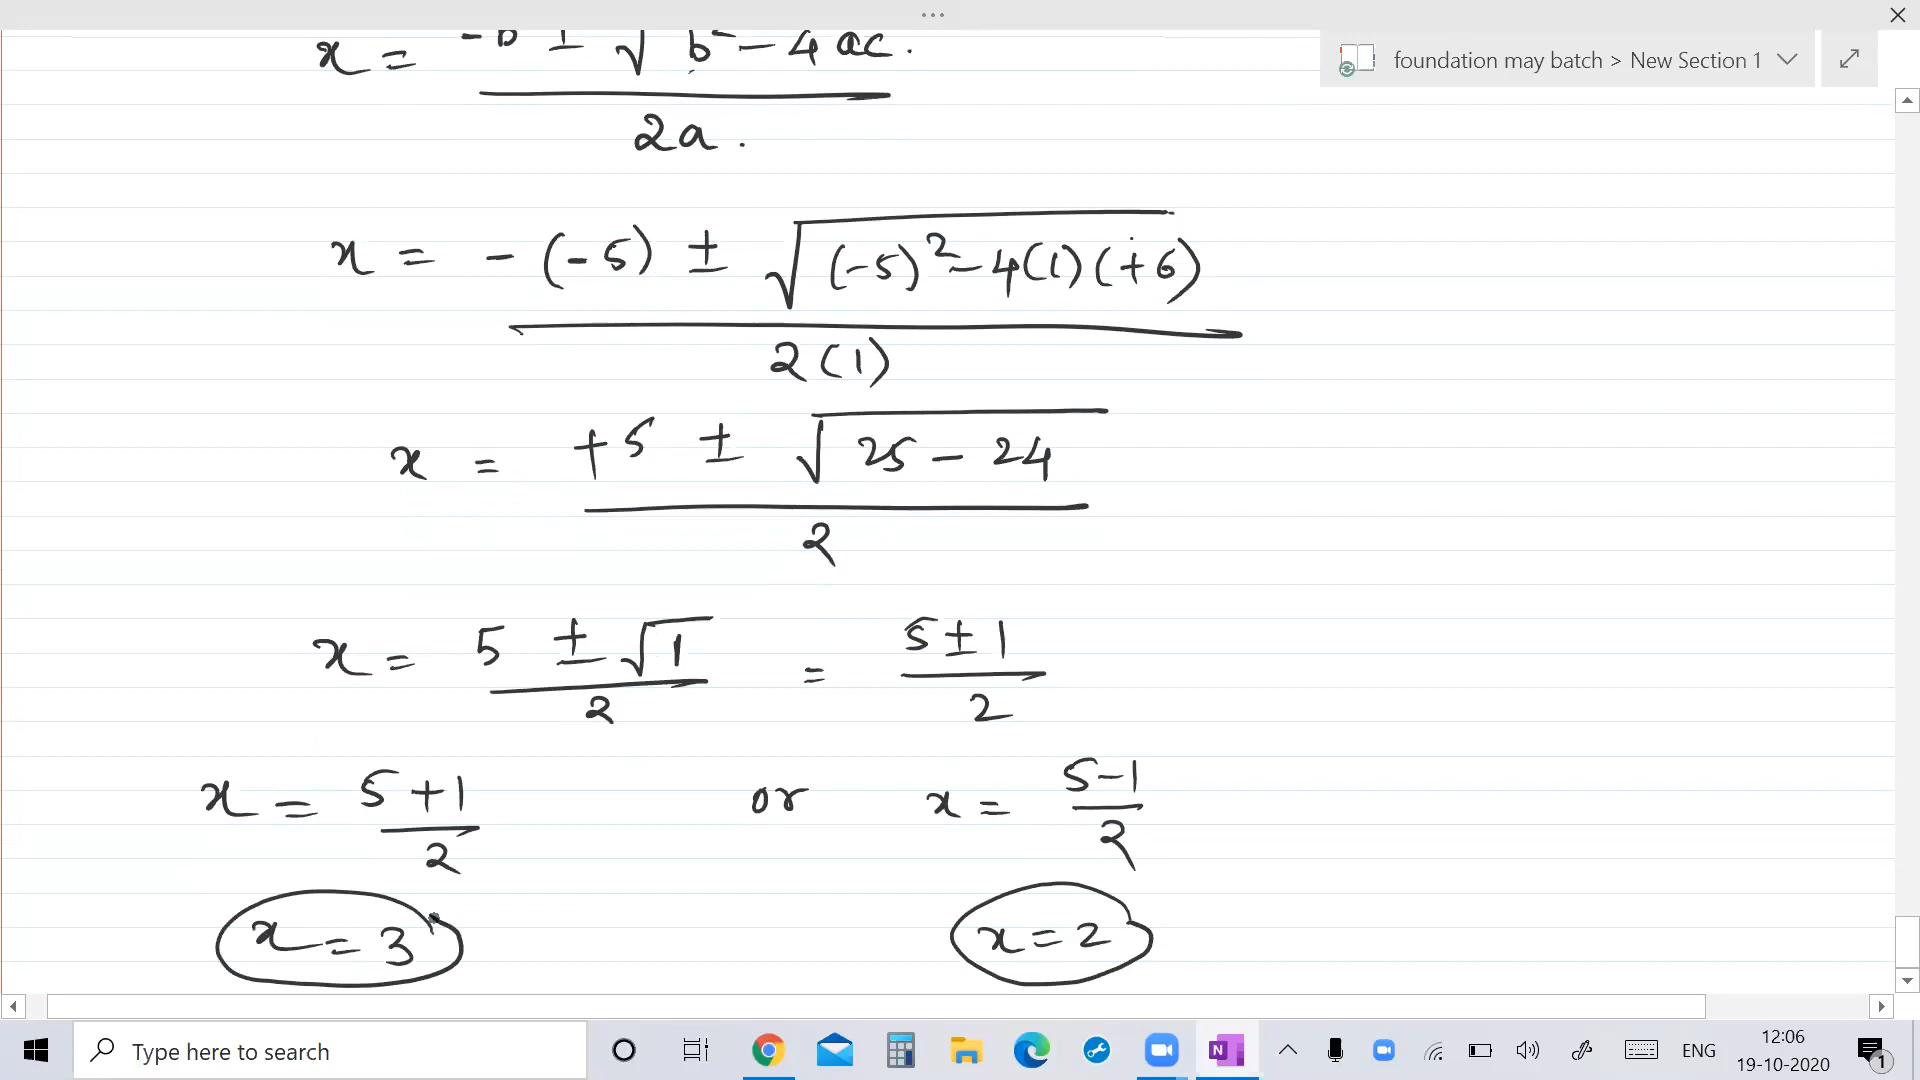 foundation may batch > New Section 1
x = -b ± √b² - 4ac.
2a.
x = -(-5) ± √(-5)² - 4(1)(+6)
2(1)
x = +5 ± √25 - 24
2
x = 5 ± √1 = 5 ± 1
2 2
x = 5 + 1 or x = 5 - 1
2 2
x = 3 x = 2
Type here to search
ENG
12:06
19-10-2020
1